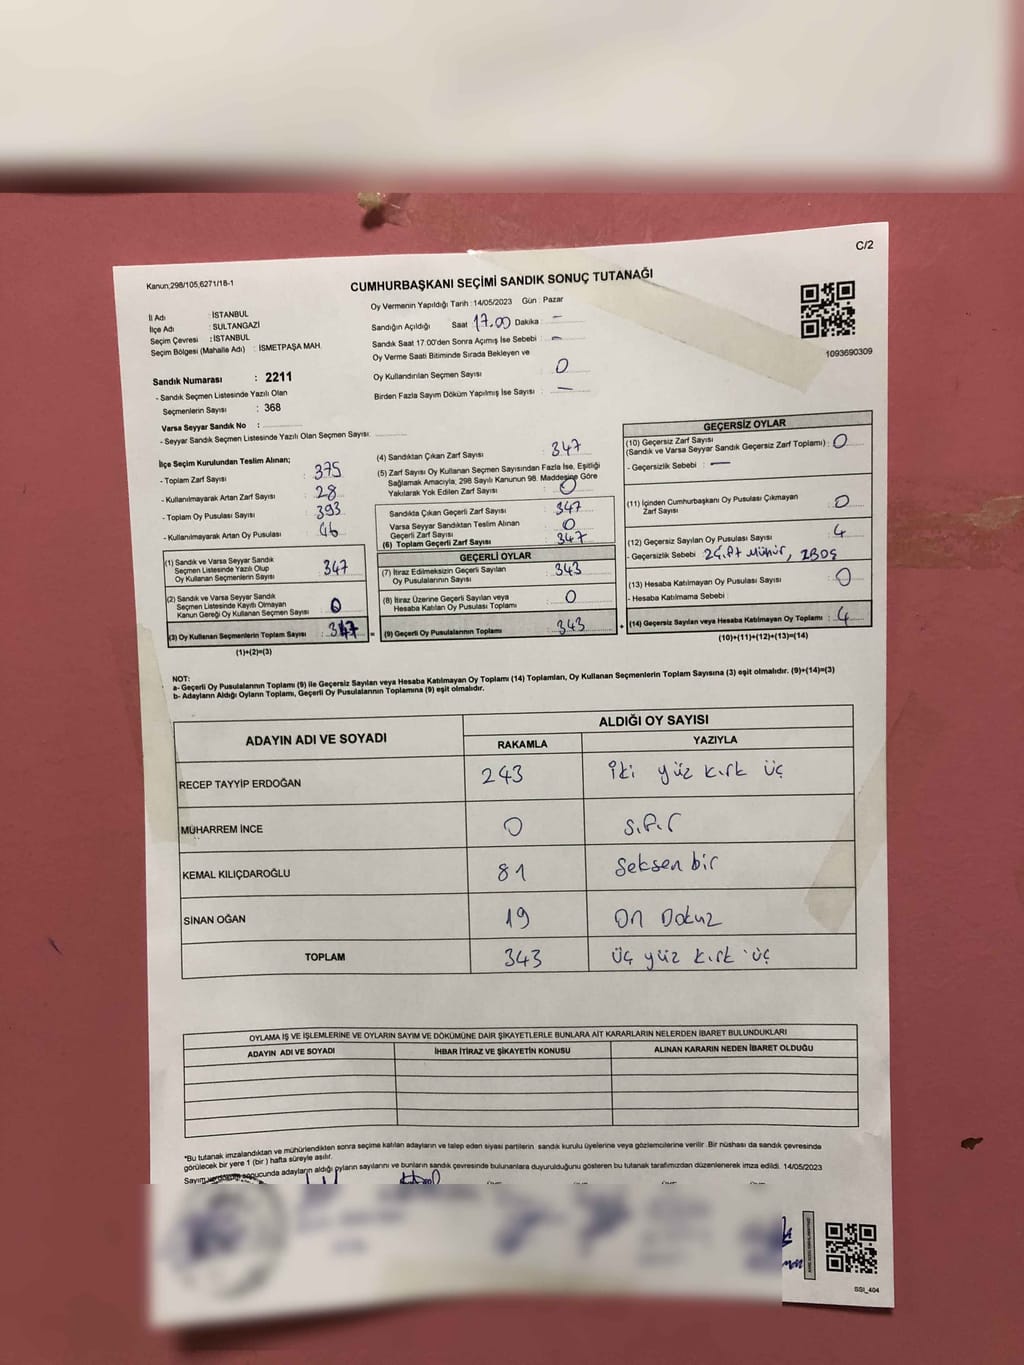 C/2
Kanun;298/105,6271/18-1
CUMHURBAŞKANI SEÇİMİ SANDIK SONUÇ TUTANAĞI
İl Adı : İSTANBUL
İlçe Adı : SULTANGAZİ
Seçim Çevresi : İSTANBUL
Seçim Bölgesi (Mahalle Adı) : İSMETPAŞA MAH.
Oy Vermenin Yapıldığı Tarih : 14/05/2023 Gün : Pazar
Sandığın Açıldığı Saat 17.00 Dakika : -
Sandık Saat 17.00'den Sonra Açımış İse Sebebi : -
Oy Verme Saati Bitiminde Sırada Bekleyen ve
Oy Kullandırılan Seçmen Sayısı 0
Birden Fazla Sayım Döküm Yapılmış İse Sayısı : -
1093690309
Sandık Numarası : 2211
- Sandık Seçmen Listesinde Yazılı Olan
Seçmenlerin Sayısı : 368
Varsa Seyyar Sandık No :
- Seyyar Sandık Seçmen Listesinde Yazılı Olan Seçmen Sayısı:
İlçe Seçim Kurulundan Teslim Alınan;
- Toplam Zarf Sayısı : 375
- Kullanılmayarak Artan Zarf Sayısı : 28
- Toplam Oy Pusulası Sayısı : 393
- Kullanılmayarak Artan Oy Pusulası : 46
(1) Sandık ve Varsa Seyyar Sandık
Seçmen Listesinde Yazılı Olup
Oy Kullanan Seçmenlerin Sayısı : 347
(2) Sandık ve Varsa Seyyar Sandık
Seçmen Listesinde Kayıtlı Olmayan
Kanun Gereği Oy Kullanan Seçmen Sayısı : 0
(3) Oy Kullanan Seçmenlerin Toplam Sayısı : 347 =
(1)+(2)=(3)
(4) Sandıktan Çıkan Zarf Sayısı : 347
(5) Zarf Sayısı Oy Kullanan Seçmen Sayısından Fazla İse, Eşitliği
Sağlamak Amacıyla; 298 Sayılı Kanunun 98. Maddesine Göre
Yakılarak Yok Edilen Zarf Sayısı : 0
Sandıkta Çıkan Geçerli Zarf Sayısı : 347
Varsa Seyyar Sandıktan Teslim Alınan
Geçerli Zarf Sayısı : 0
(6) Toplam Geçerli Zarf Sayısı : 347
GEÇERLİ OYLAR
(7) İtiraz Edilmeksizin Geçerli Sayılan
Oy Pusulalarının Sayısı : 343
(8) İtiraz Üzerine Geçerli Sayılan veya
Hesaba Katılan Oy Pusulası Toplamı : 0
(9) Geçerli Oy Pusulalarının Toplamı : 343 +
GEÇERSİZ OYLAR
(10) Geçersiz Zarf Sayısı
(Sandık ve Varsa Seyyar Sandık Geçersiz Zarf Toplamı) : 0
- Geçersizlik Sebebi : -
(11) İçinden Cumhurbaşkanı Oy Pusulası Çıkmayan
Zarf Sayısı : 0
(12) Geçersiz Sayılan Oy Pusulası Sayısı : 4
- Geçersizlik Sebebi : 2 Çift Mühür, 2BOŞ
(13) Hesaba Katılmayan Oy Pusulası Sayısı : 0
- Hesaba Katılmama Sebebi :
(14) Geçersiz Sayılan veya Hesaba Katılmayan Oy Toplamı : 4
(10)+(11)+(12)+(13)=(14)
NOT:
a- Geçerli Oy Pusulalarının Toplamı (9) ile Geçersiz Sayılan veya Hesaba Katılmayan Oy Toplamı (14) Toplamları, Oy Kullanan Seçmenlerin Toplam Sayısına (3) eşit olmalıdır. (9)+(14)=(3)
b- Adayların Aldığı Oyların Toplamı, Geçerli Oy Pusulalarının Toplamına (9) eşit olmalıdır.
ADAYIN ADI VE SOYADI
ALDIĞI OY SAYISI
RAKAMLA YAZIYLA
RECEP TAYYİP ERDOĞAN 243 iki yüz kırk üç
MUHARREM İNCE 0 sıfır
KEMAL KILIÇDAROĞLU 81 Seksen bir
SİNAN OĞAN 19 On Dokuz
TOPLAM 343 üç yüz kırk üç
OYLAMA İŞ VE İŞLEMLERİNE VE OYLARIN SAYIM VE DÖKÜMÜNE DAİR ŞİKAYETLERLE BUNLARA AİT KARARLARIN NELERDEN İBARET BULUNDUKLARI
ADAYIN ADI VE SOYADI İHBAR İTİRAZ VE ŞİKAYETİN KONUSU ALINAN KARARIN NEDEN İBARET OLDUĞU
*Bu tutanak imzalandıktan ve mühürlendikten sonra seçime katılan adayların ve talep eden siyasi partilerin sandık kurulu üyelerine veya gözlemcilerine verilir. Bir nüshası da sandık çevresinde
görülecek bir yere 1 (bir) hafta süreyle asılır.
Sayım ve döküm sonucunda adayların aldığı oyların sayılarını ve bunların sandık çevresinde bulunanlara duyurulduğunu gösteren bu tutanak tarafımızdan düzenlenerek imza edildi. 14/05/2023
SSİ_404